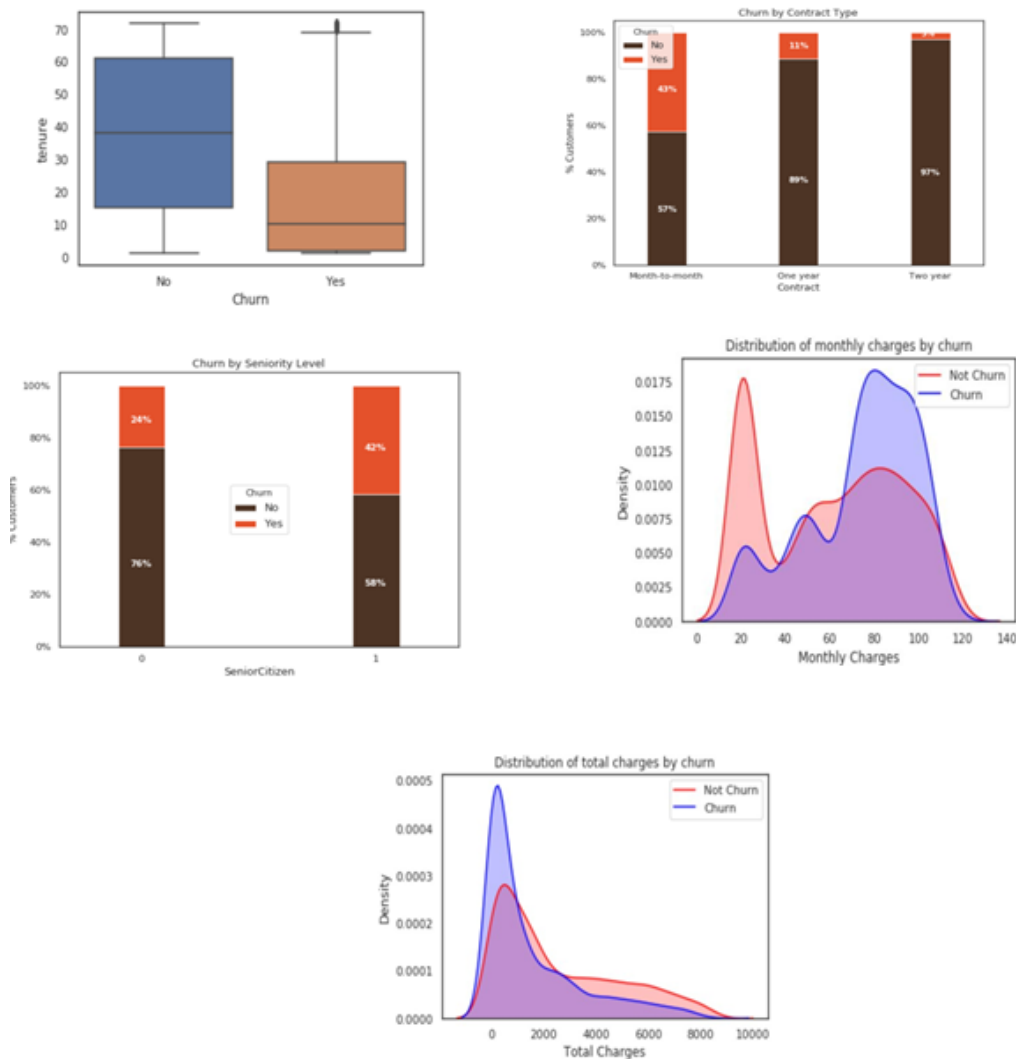 70
60
50
40
30
20
10
0
tenure
No
Yes
Churn
Churn by Contract Type
100%
80%
60%
40%
20%
0%
% Customers
Churn
No
Yes
43%
57%
11%
89%
97%
Month-to-month
One year
Two year
Contract
Churn by Seniority Level
100%
80%
60%
40%
20%
0%
% Customers
24%
76%
42%
58%
Churn
No
Yes
0
1
SeniorCitizen
Distribution of monthly charges by churn
0.0175
0.0150
0.0125
0.0100
0.0075
0.0050
0.0025
0.0000
Density
Not Churn
Churn
0 20 40 60 80 100 120 140
Monthly Charges
Distribution of total charges by churn
0.0005
0.0004
0.0003
0.0002
0.0001
0.0000
Density
Not Churn
Churn
0 2000 4000 6000 8000 10000
Total Charges